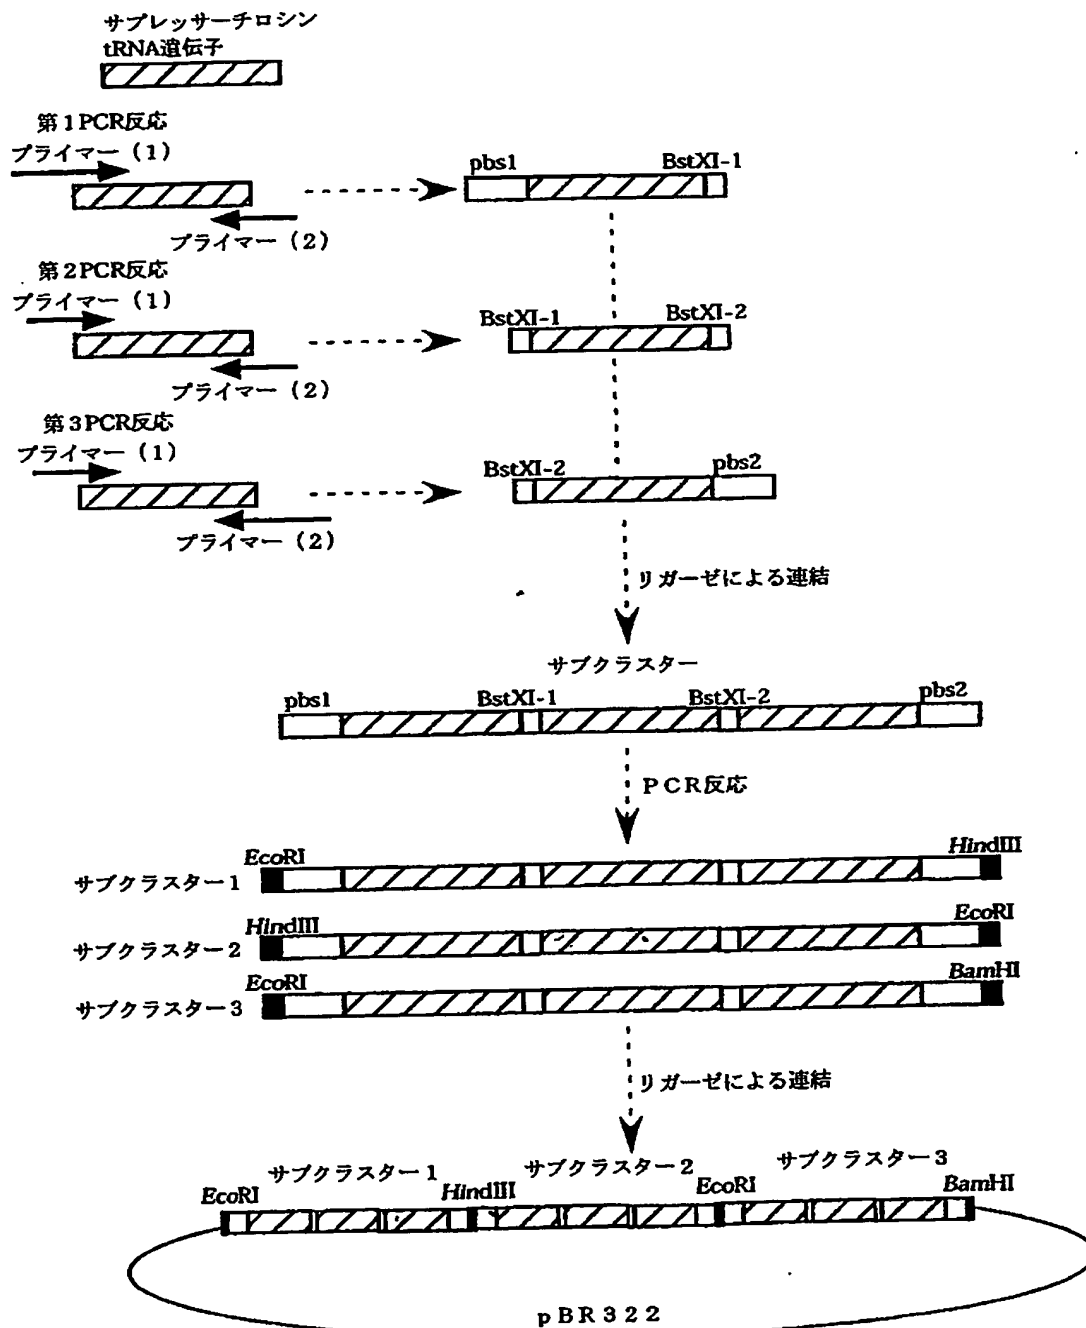 サプレッサーチロシン
tRNA遺伝子
第1PCR反応
プライマー（1）
プライマー（2）
pbs1 BstXI-1
第2PCR反応
プライマー（1）
プライマー（2）
BstXI-1 BstXI-2
第3PCR反応
プライマー（1）
プライマー（2）
BstXI-2 pbs2
リガーゼによる連結
サブクラスター
pbs1 BstXI-1 BstXI-2 pbs2
PCR反応
EcoRI HindIII
サブクラスター1
HindIII EcoRI
サブクラスター2
EcoRI BamHI
サブクラスター3
リガーゼによる連結
サブクラスター1 サブクラスター2 サブクラスター3
EcoRI HindIII EcoRI BamHI
pBR322